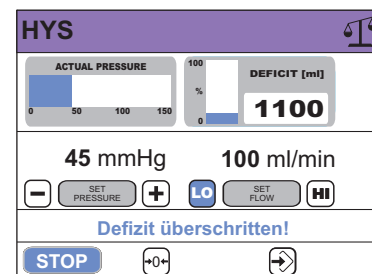 HYS
ACTUAL PRESSURE
0 50 100 150
100
%
0
DEFICIT [ml]
1100
45 mmHg 100 ml/min
SET PRESSURE
LO
SET FLOW
HI
Defizit überschritten!
STOP
0